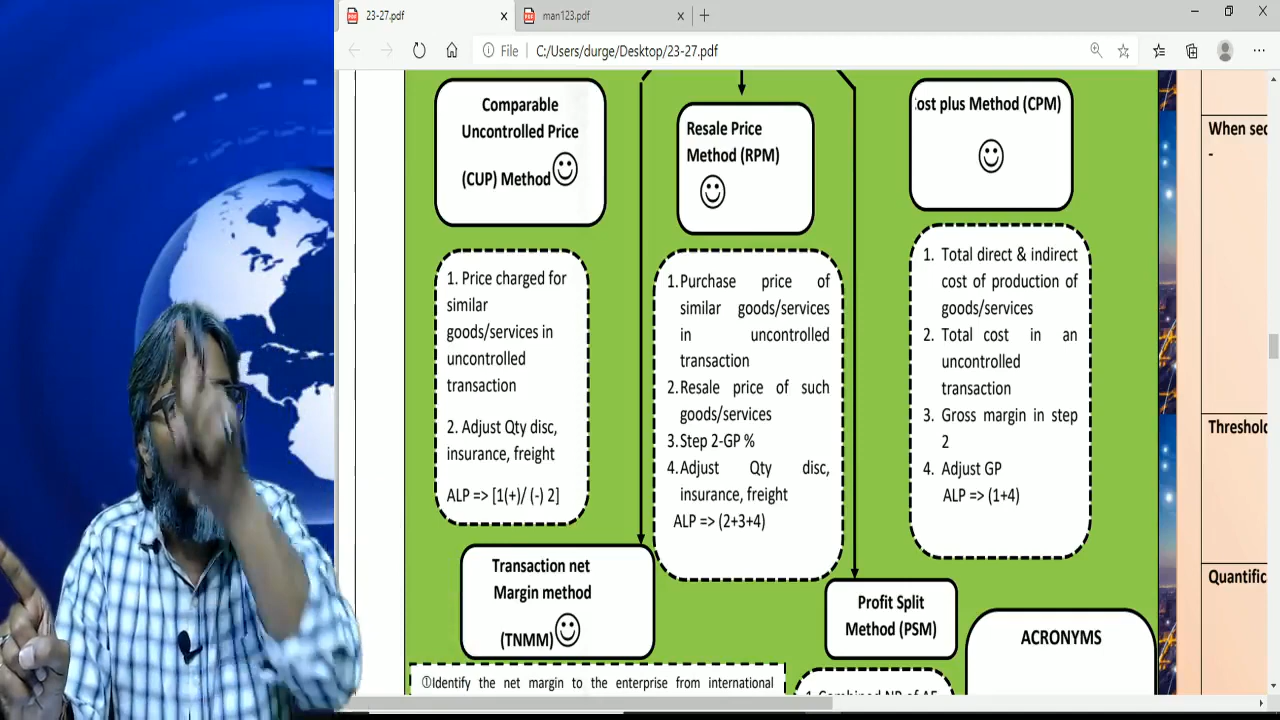 23-27.pdf
man123.pdf
File
C:/Users/durge/Desktop/23-27.pdf
Comparable
Uncontrolled Price
(CUP) Method
Resale Price
Method (RPM)
ost plus Method (CPM)
1. Price charged for
similar
goods/services in
uncontrolled
transaction
2. Adjust Qty disc,
insurance, freight
ALP => [1(+)/ (-) 2]
1. Purchase price of
similar goods/services
in uncontrolled
transaction
2. Resale price of such
goods/services
3. Step 2-GP %
4. Adjust Qty disc,
insurance, freight
ALP => (2+3+4)
1. Total direct & indirect
cost of production of
goods/services
2. Total cost in an
uncontrolled
transaction
3. Gross margin in step
2
4. Adjust GP
ALP => (1+4)
Transaction net
Margin method
(TNMM)
Profit Split
Method (PSM)
ACRONYMS
①Identify the net margin to the enterprise from international
1. Combined NP of AE
When sec
-
Threshold
Quantific